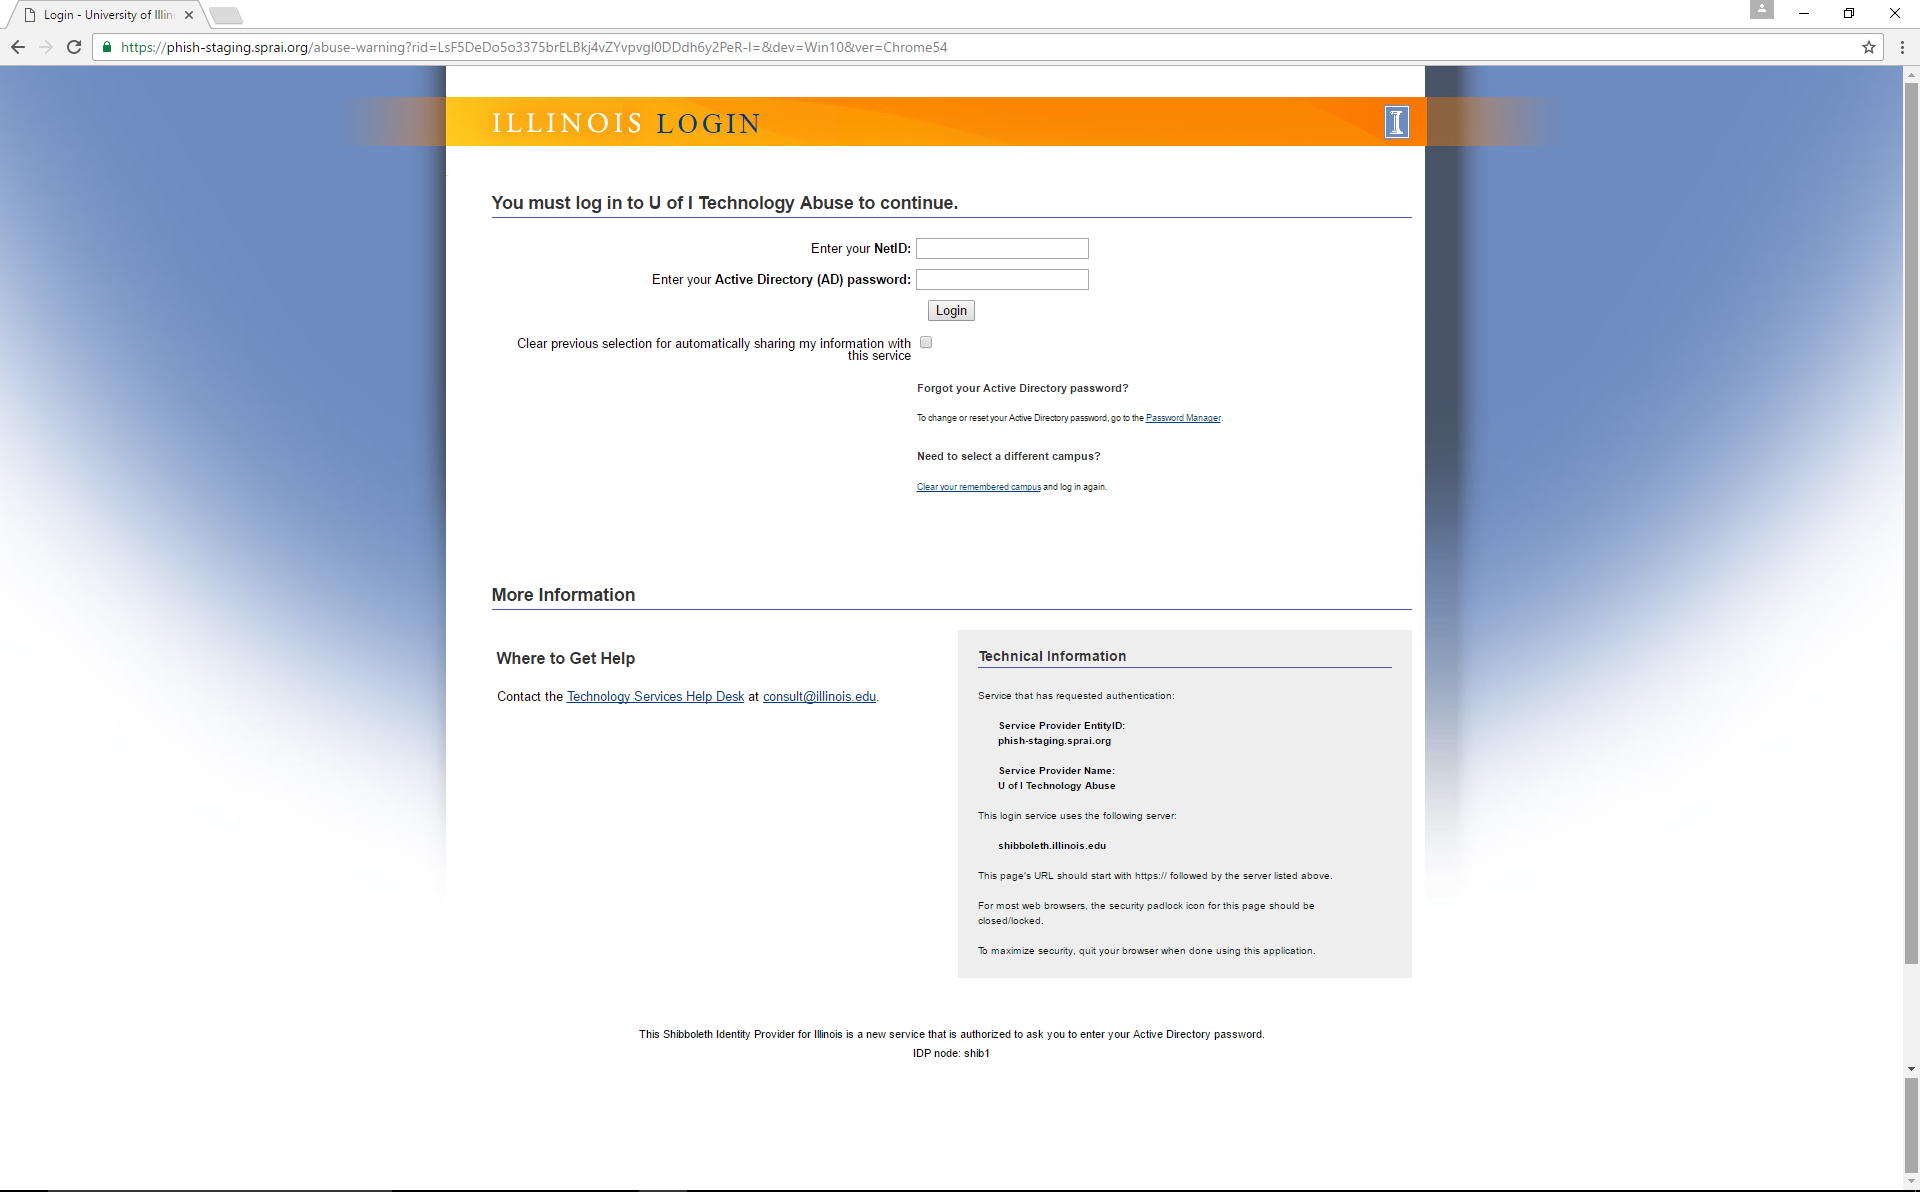 Login - University of Illin
https://phish-staging.sprai.org/abuse-warning?rid=LsF5DeDo5o3375brELBkj4vZYvpvgl0DDdh6y2PeR-I=&dev=Win10&ver=Chrome54
ILLINOIS LOGIN
I
You must log in to U of I Technology Abuse to continue.
Enter your NetID:
Enter your Active Directory (AD) password:
Login
Clear previous selection for automatically sharing my information with
this service
Forgot your Active Directory password?
To change or reset your Active Directory password, go to the Password Manager.
Need to select a different campus?
Clear your remembered campus and log in again.
More Information
Where to Get Help
Contact the Technology Services Help Desk at consult@illinois.edu.
Technical Information
Service that has requested authentication:
Service Provider EntityID:
phish-staging.sprai.org
Service Provider Name:
U of I Technology Abuse
This login service uses the following server:
shibboleth.illinois.edu
This page's URL should start with https:// followed by the server listed above.
For most web browsers, the security padlock icon for this page should be
closed/locked.
To maximize security, quit your browser when done using this application.
This Shibboleth Identity Provider for Illinois is a new service that is authorized to ask you to enter your Active Directory password.
IDP node: shib1